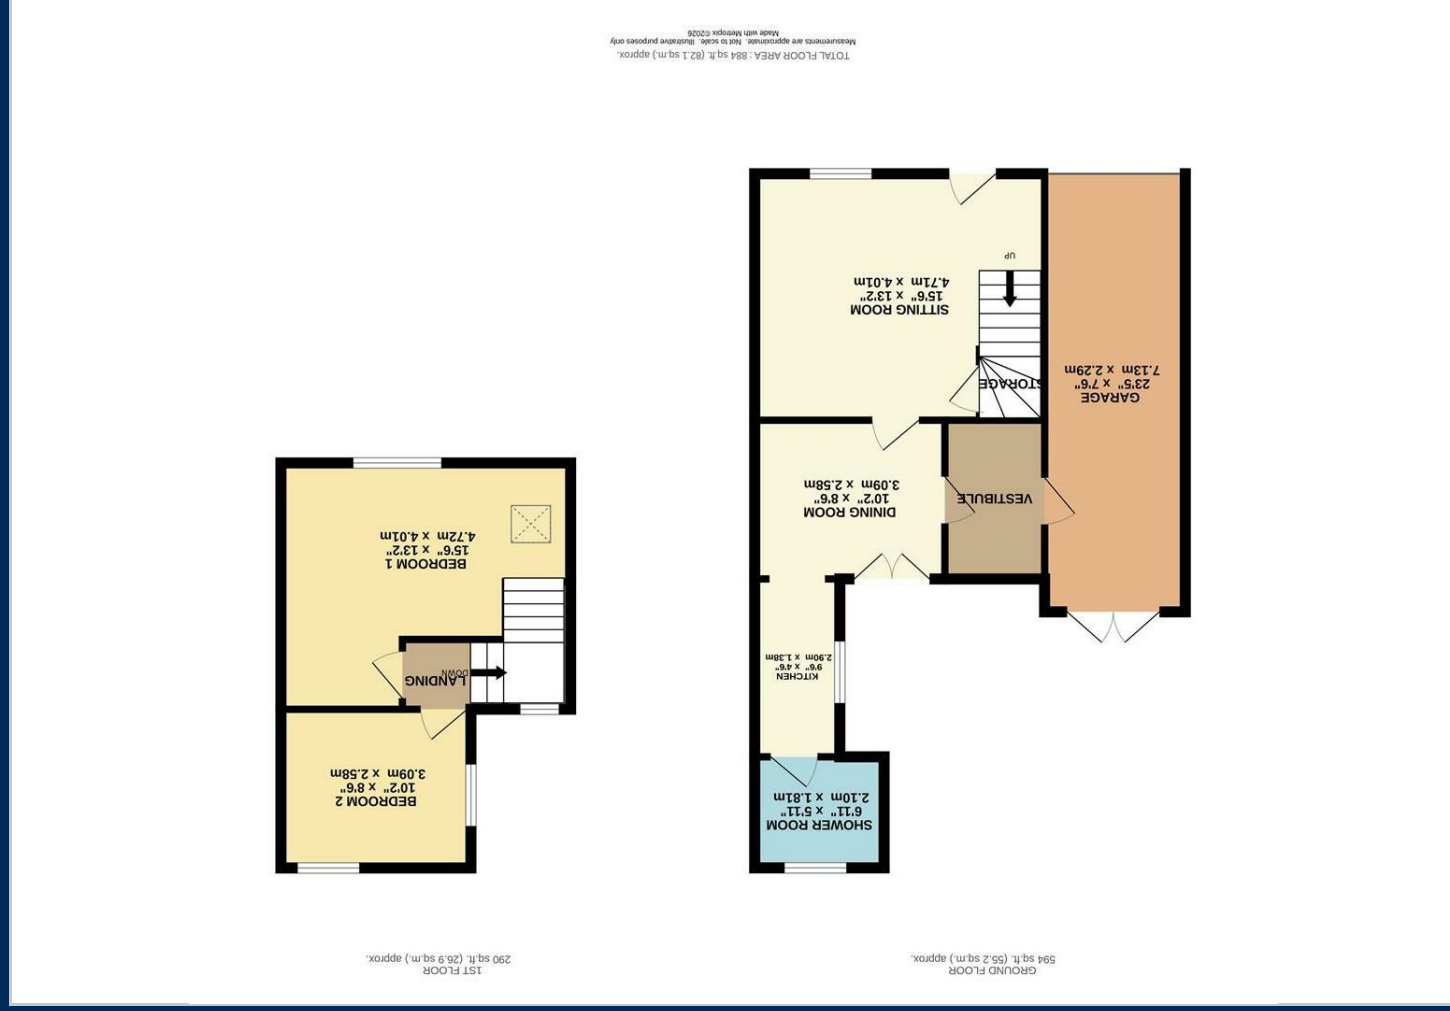 GROUND FLOOR
594 sq.ft. (55.2 sq.m.) approx.
1ST FLOOR
290 sq.ft. (26.9 sq.m.) approx.
SHOWER ROOM
6'11" x 5'11"
2.10m x 1.81m
KITCHEN
9'6" x 4'6"
2.90m x 1.38m
DINING ROOM
10'2" x 8'6"
3.09m x 2.58m
VESTIBULE
GARAGE
23'5" x 7'6"
7.13m x 2.29m
STORAGE
SITTING ROOM
15'6" x 13'2"
4.71m x 4.01m
UP
BEDROOM 2
10'2" x 8'6"
3.09m x 2.58m
LANDING
DOWN
BEDROOM 1
15'6" x 13'2"
4.72m x 4.01m
TOTAL FLOOR AREA : 884 sq.ft. (82.1 sq.m.) approx.
Measurements are approximate. Not to scale. Illustrative purposes only
Made with Metropix ©2026